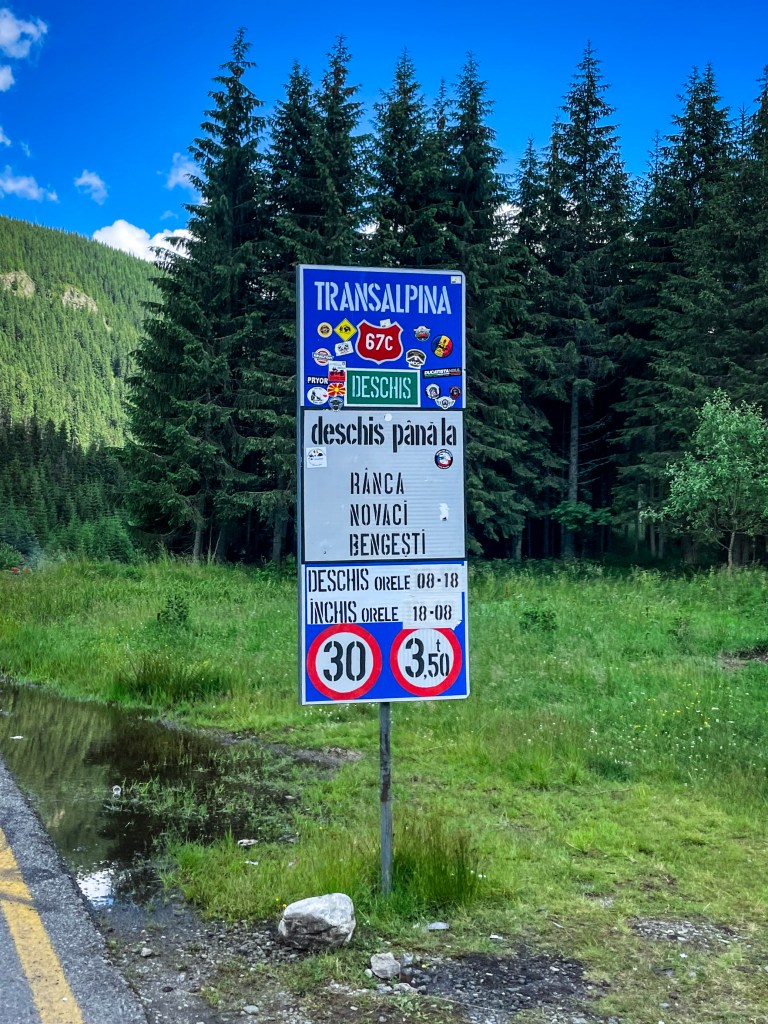 TRANSALPINA
67C
PRYOR
DESCHIS
deschis până la
RÂNCA
NOVACİ
BENGEȘTİ
DESCHIS ORELE 08-18
ÎNCHIS ORELE 18-08
30
3,50 t